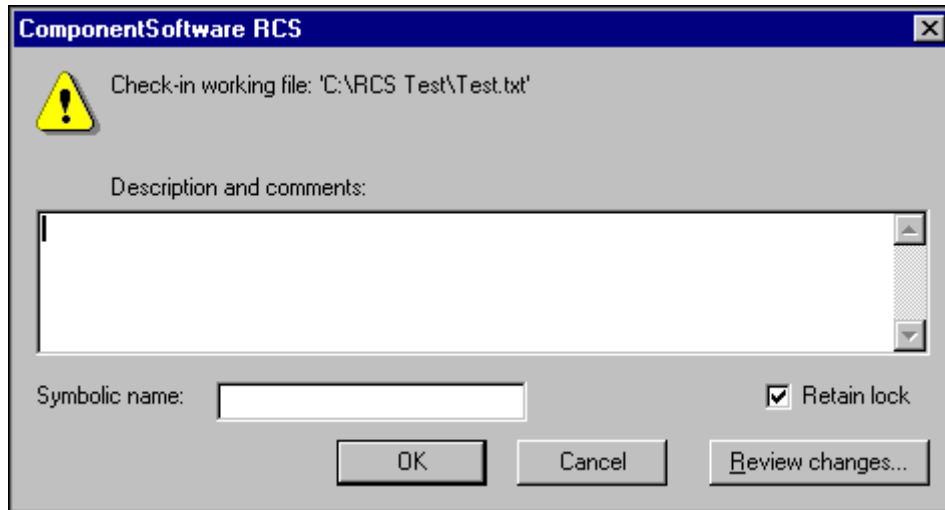 ComponentSoftware RCS
Check-in working file: 'C:\RCS Test\Test.txt'
Description and comments:
Symbolic name:
Retain lock
OK
Cancel
Review changes...